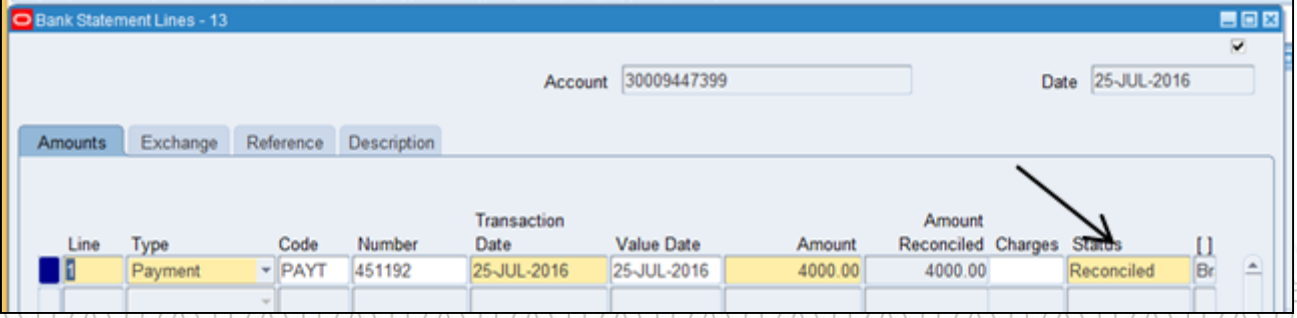 Bank Statement Lines - 13
Account 30009447399 Date 25-JUL-2016
Amounts Exchange Reference Description
Transaction Amount
Line Type Code Number Date Value Date Amount Reconciled Charges Status [ ]
1 Payment PAYT 451192 25-JUL-2016 25-JUL-2016 4000.00 4000.00 Reconciled Br